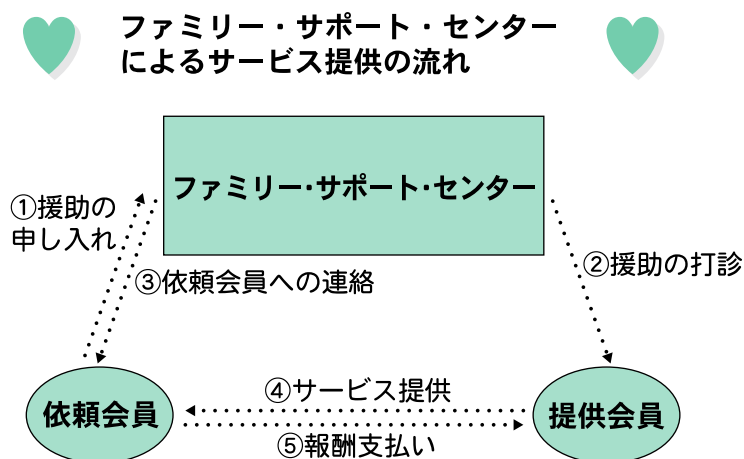 ファミリー・サポート・センター
によるサービス提供の流れ
ファミリー・サポート・センター
①援助の
申し入れ
②援助の打診
③依頼会員への連絡
④サービス提供
依頼会員
提供会員
⑤報酬支払い